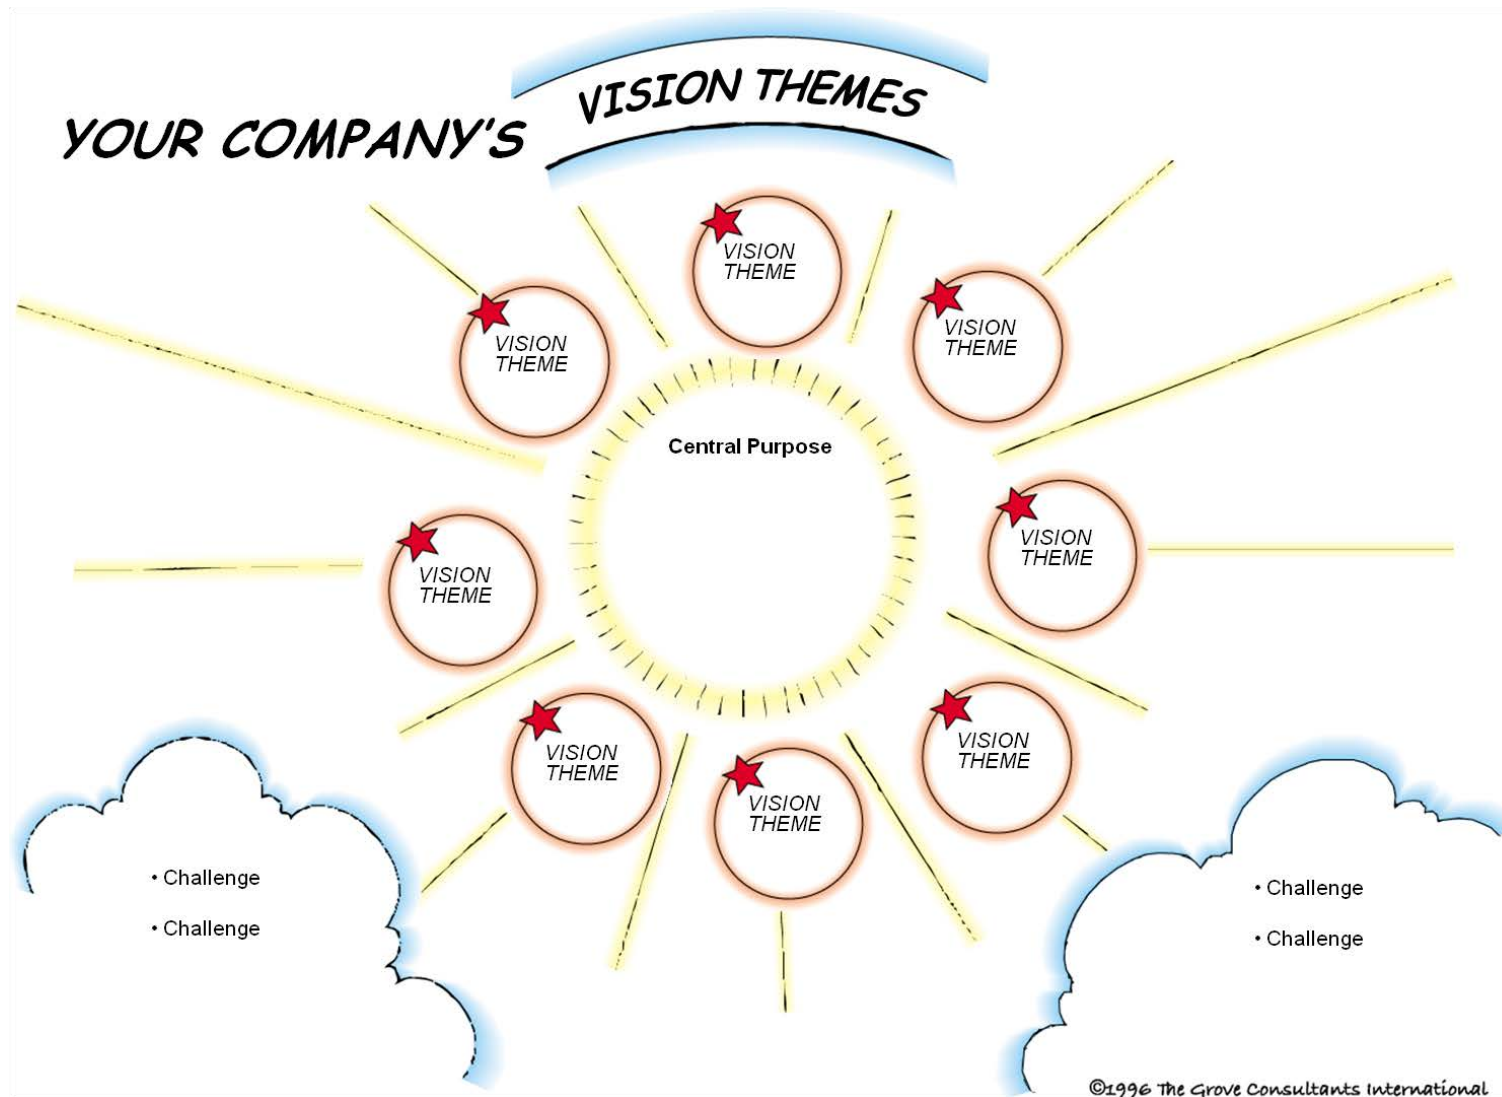 VISION THEMES
YOUR COMPANY'S
VISION
THEME
VISION
THEME
VISION
THEME
Central Purpose
VISION
THEME
VISION
THEME
VISION
THEME
VISION
THEME
VISION
THEME
• Challenge
• Challenge
• Challenge
• Challenge
©1996 The Grove Consultants International